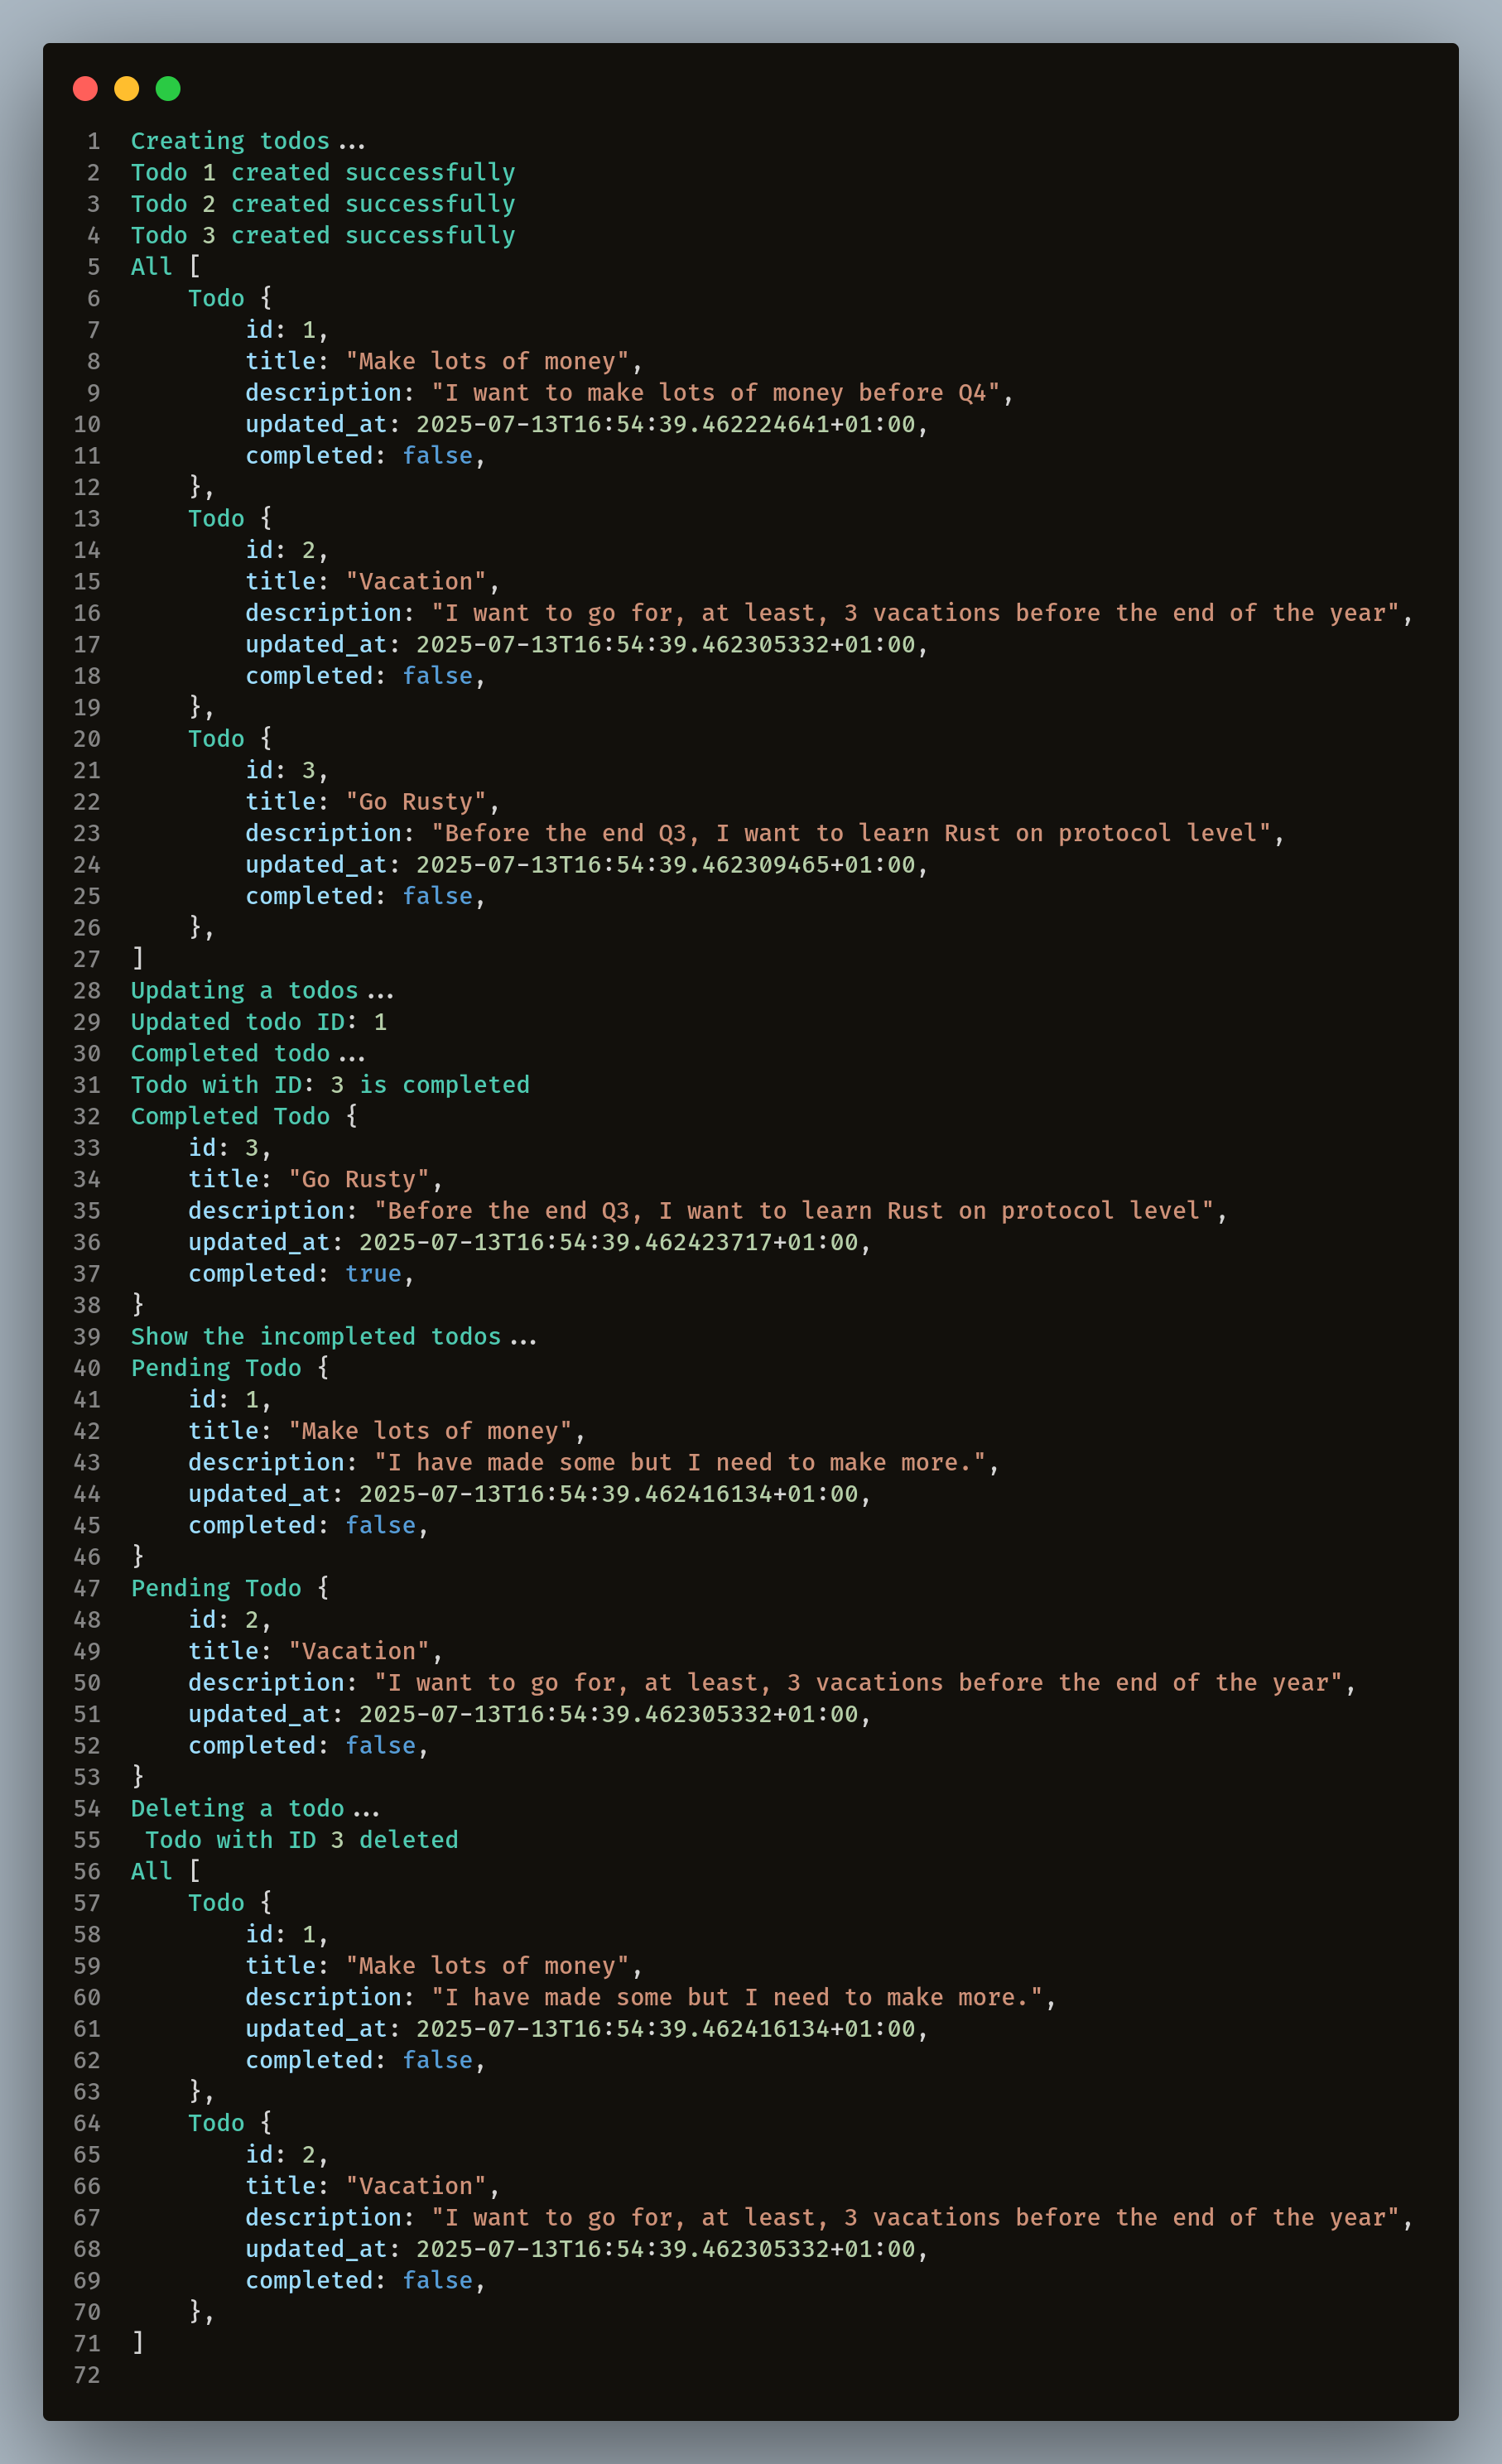 1 Creating todos...
2 Todo 1 created successfully
3 Todo 2 created successfully
4 Todo 3 created successfully
5 All [
6     Todo {
7         id: 1,
8         title: "Make lots of money",
9         description: "I want to make lots of money before Q4",
10         updated_at: 2025-07-13T16:54:39.462224641+01:00,
11         completed: false,
12     },
13     Todo {
14         id: 2,
15         title: "Vacation",
16         description: "I want to go for, at least, 3 vacations before the end of the year",
17         updated_at: 2025-07-13T16:54:39.462305332+01:00,
18         completed: false,
19     },
20     Todo {
21         id: 3,
22         title: "Go Rusty",
23         description: "Before the end Q3, I want to learn Rust on protocol level",
24         updated_at: 2025-07-13T16:54:39.462309465+01:00,
25         completed: false,
26     },
27 ]
28 Updating a todos...
29 Updated todo ID: 1
30 Completed todo...
31 Todo with ID: 3 is completed
32 Completed Todo {
33     id: 3,
34     title: "Go Rusty",
35     description: "Before the end Q3, I want to learn Rust on protocol level",
36     updated_at: 2025-07-13T16:54:39.462423717+01:00,
37     completed: true,
38 }
39 Show the incompleted todos...
40 Pending Todo {
41     id: 1,
42     title: "Make lots of money",
43     description: "I have made some but I need to make more.",
44     updated_at: 2025-07-13T16:54:39.462416134+01:00,
45     completed: false,
46 }
47 Pending Todo {
48     id: 2,
49     title: "Vacation",
50     description: "I want to go for, at least, 3 vacations before the end of the year",
51     updated_at: 2025-07-13T16:54:39.462305332+01:00,
52     completed: false,
53 }
54 Deleting a todo...
55  Todo with ID 3 deleted
56 All [
57     Todo {
58         id: 1,
59         title: "Make lots of money",
60         description: "I have made some but I need to make more.",
61         updated_at: 2025-07-13T16:54:39.462416134+01:00,
62         completed: false,
63     },
64     Todo {
65         id: 2,
66         title: "Vacation",
67         description: "I want to go for, at least, 3 vacations before the end of the year",
68         updated_at: 2025-07-13T16:54:39.462305332+01:00,
69         completed: false,
70     },
71 ]
72